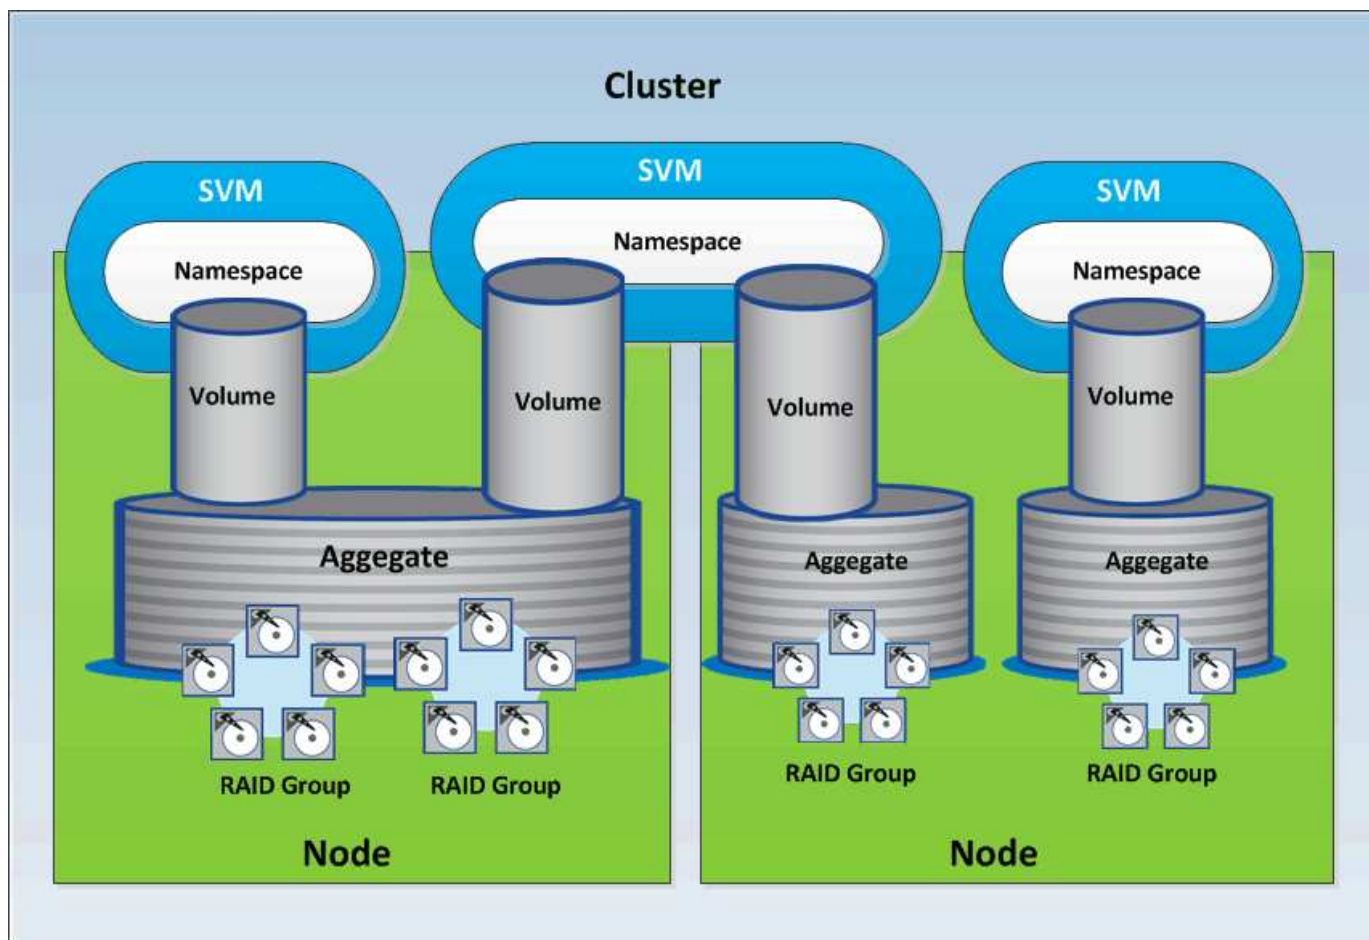 Cluster
SVM
SVM
SVM
Namespace
Namespace
Namespace
Volume
Volume
Volume
Volume
Aggegate
Aggegate
Aggegate
RAID Group
RAID Group
RAID Group
RAID Group
Node
Node